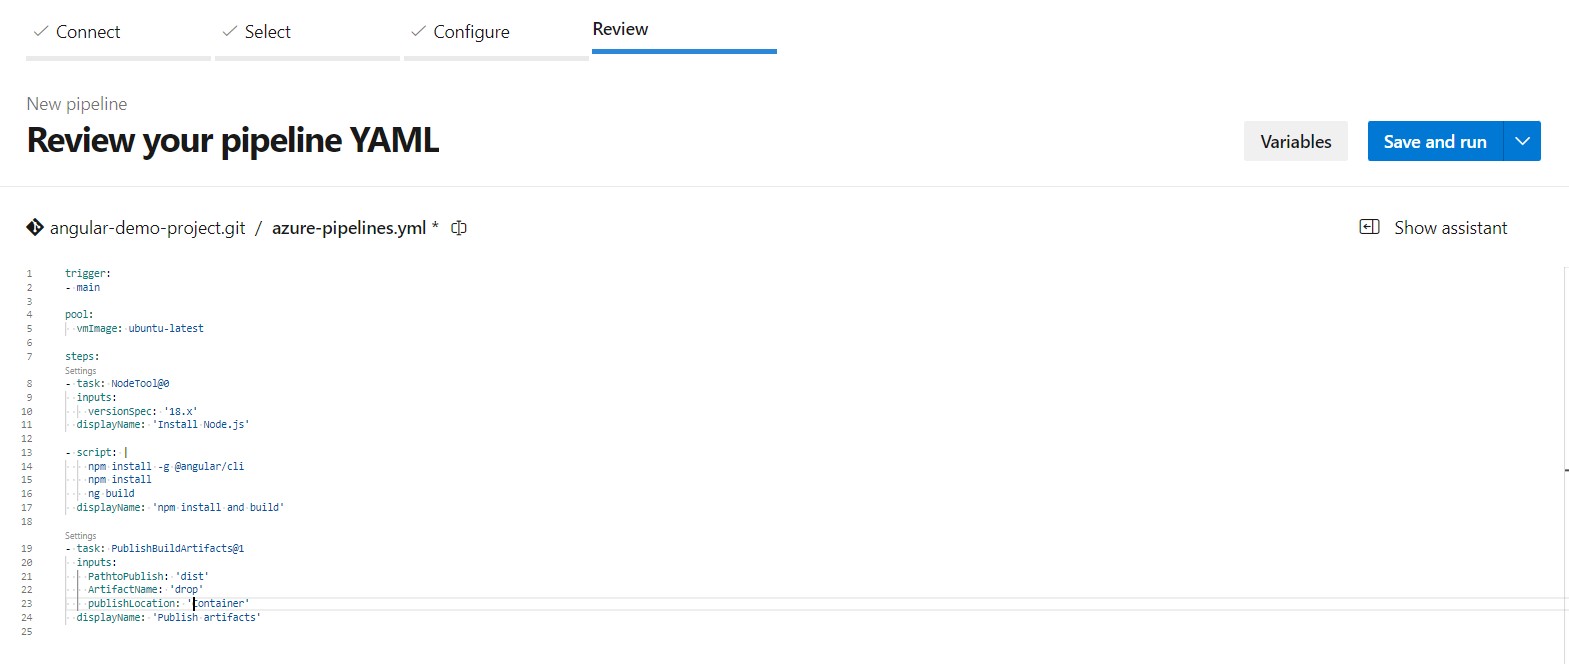 Connect
Select
Configure
Review
New pipeline
Review your pipeline YAML
Variables
Save and run
angular-demo-project.git / azure-pipelines.yml *
Show assistant
1 trigger:
2 - main
3
4 pool:
5 vmImage: ubuntu-latest
6
7 steps:
Settings
8 - task: NodeTool@0
9 inputs:
10 versionSpec: '18.x'
11 displayName: 'Install Node.js'
12
13 - script: |
14 npm install -g @angular/cli
15 npm install
16 ng build
17 displayName: 'npm install and build'
18
Settings
19 - task: PublishBuildArtifacts@1
20 inputs:
21 PathtoPublish: 'dist'
22 ArtifactName: 'drop'
23 publishLocation: 'Container'
24 displayName: 'Publish artifacts'
25